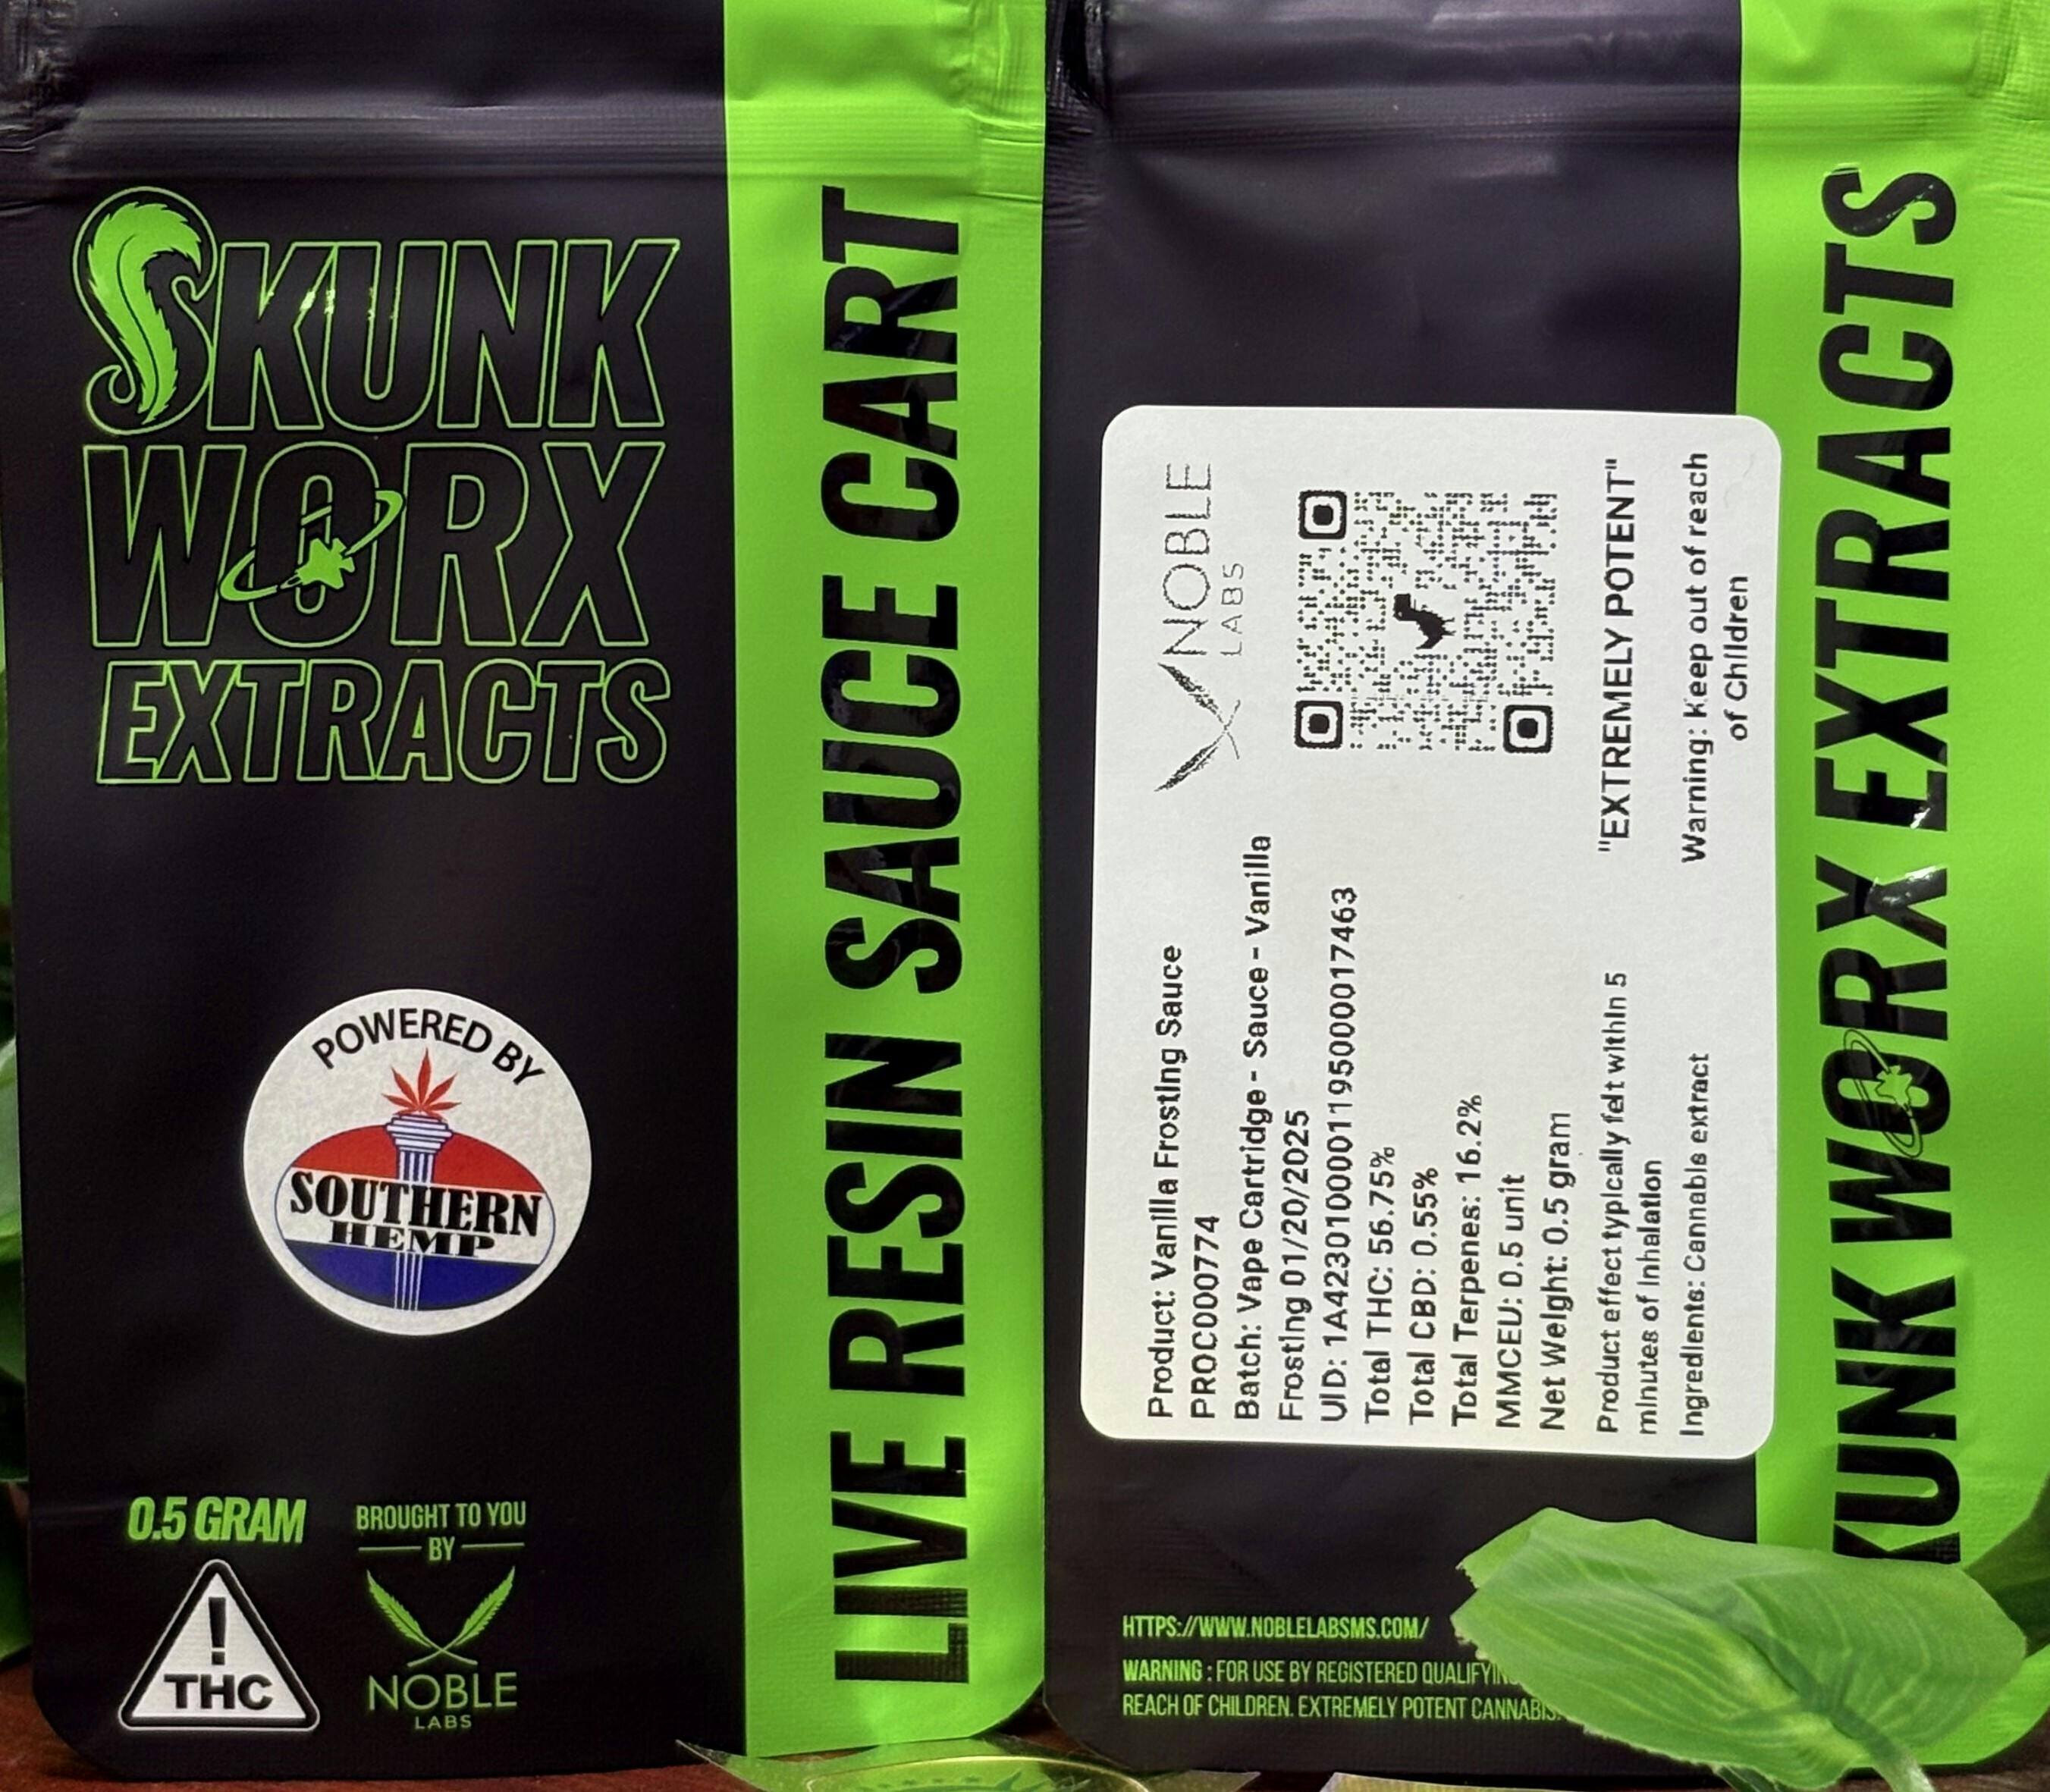 SKUNK
WORX
EXTRACTS
POWERED BY
SOUTHERN
HEMP
0.5 GRAM
!
THC
BROUGHT TO YOU
BY
NOBLE
LABS
LIVE RESIN SAUCE CART
Product: Vanilla Frosting Sauce
PROC000774
Batch: Vape Cartridge - Sauce - Vanilla
Frosting 01/20/2025
UID: 1A4230100001195000017463
Total THC: 56.75%
Total CBD: 0.55%
Total Terpenes: 16.2%
MMCEU: 0.5 unit
Net Weight: 0.5 gram
Product effect typically felt within 5
minutes of Inhalation
Ingredients: Cannabis extract
NOBLE
LABS
"EXTREMELY POTENT"
Warning: Keep out of reach
of Children
HTTPS://WWW.NOBLELABSMS.COM/
WARNING : FOR USE BY REGISTERED
REACH OF CHILDREN. EXTREMELY POTENT CANNABIS
KUNK WORX EXTRACTS